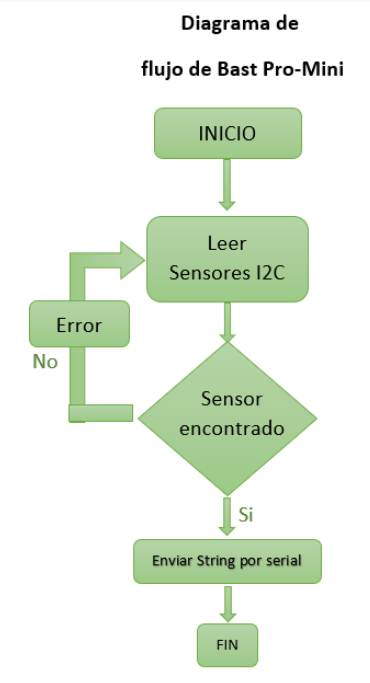 Diagrama de
flujo de Bast Pro-Mini
INICIO
Leer
Sensores I2C
Error
No
Sensor
encontrado
Si
Enviar String por serial
FIN